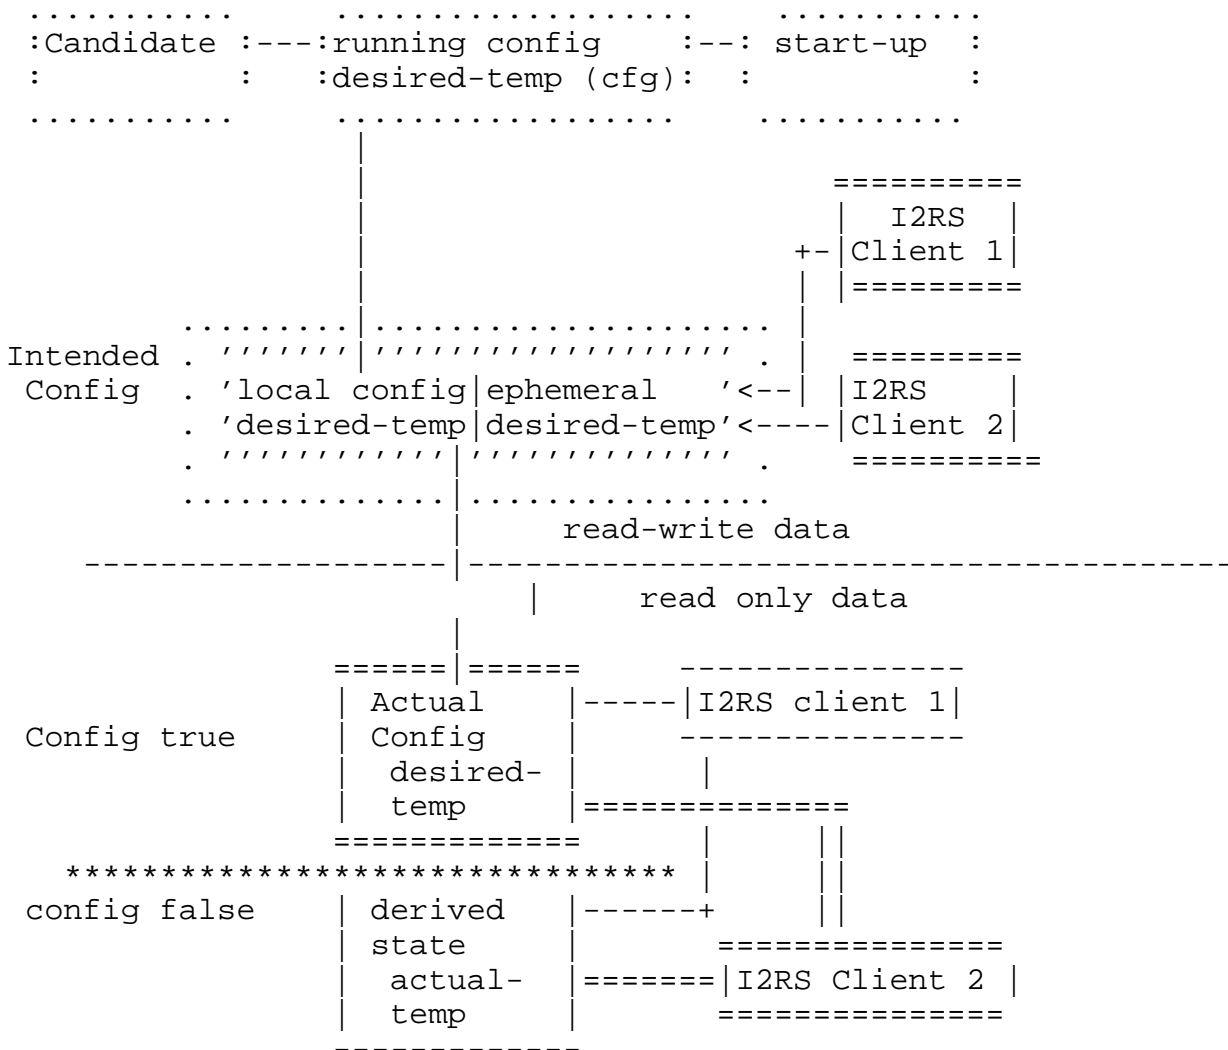 ...........     ...................    ...........
:Candidate :---:running config    :--: start-up  :
:          :   :desired-temp (cfg):  :           :
...........     ..................    ...........
|
| ==========
| | I2RS |
| +-|Client 1|
| | |=========
.........|..................... |
Intended . '''''''|''''''''''''''''''' . | =========
Config . 'local config|ephemeral '<--| |I2RS |
. 'desired-temp|desired-temp'<----|Client 2|
. ''''''''''''|'''''''''''''' . ==========
..............|................
| read-write data
-------------------|----------------------------------------
| read only data
|
======|====== ---------------
| Actual |-----|I2RS client 1|
Config true | Config | ---------------
| desired- | |
| temp |==============
============= | ||
******************************** | ||
config false | derived |------+ ||
| state | ===============
| actual- |=======|I2RS Client 2 |
| temp | ===============
-------------